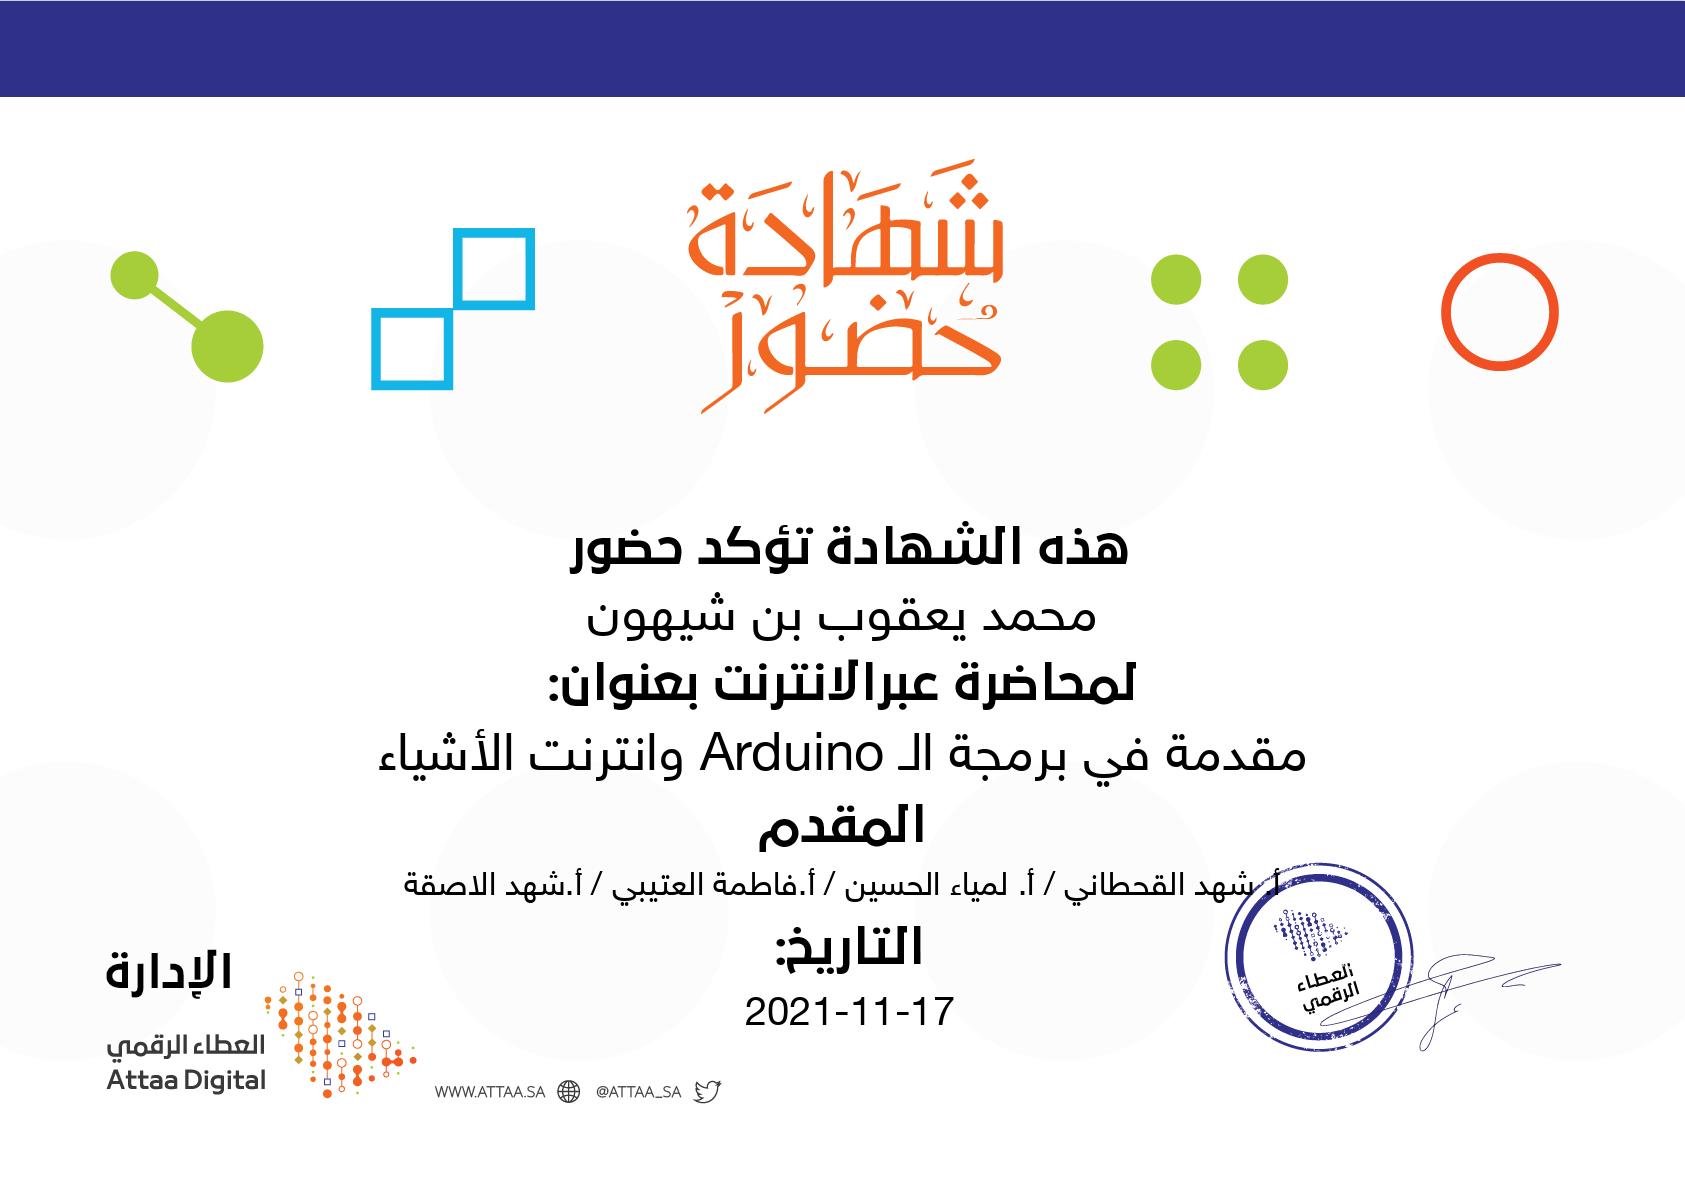 شَهَادَة
حُضُور
هذه الشهادة تؤكد حضور
محمد يعقوب بن شيهون
لمحاضرة عبرالانترنت بعنوان:
مقدمة في برمجة الـ Arduino وانترنت الأشياء
المقدم
أ. شهد القحطاني / أ. لمياء الحسين / أ.فاطمة العتيبي / أ.شهد الاصقة
التاريخ:
2021-11-17
العطاء
الرقمي
الإدارة
العطاء الرقمي
Attaa Digital
WWW.ATTAA.SA @ATTAA_SA